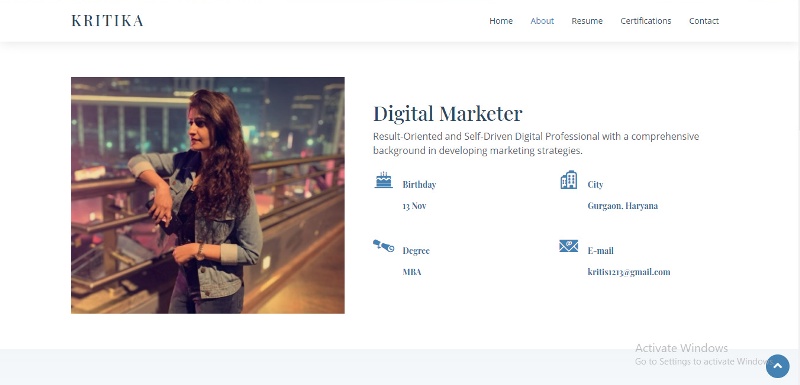 KRITIKA
Home About Resume Certifications Contact
Digital Marketer
Result-Oriented and Self-Driven Digital Professional with a comprehensive
background in developing marketing strategies.
Birthday
13 Nov
City
Gurgaon, Haryana
Degree
MBA
E-mail
kritis1213@gmail.com
Activate Windows
Go to Settings to activate Windows.